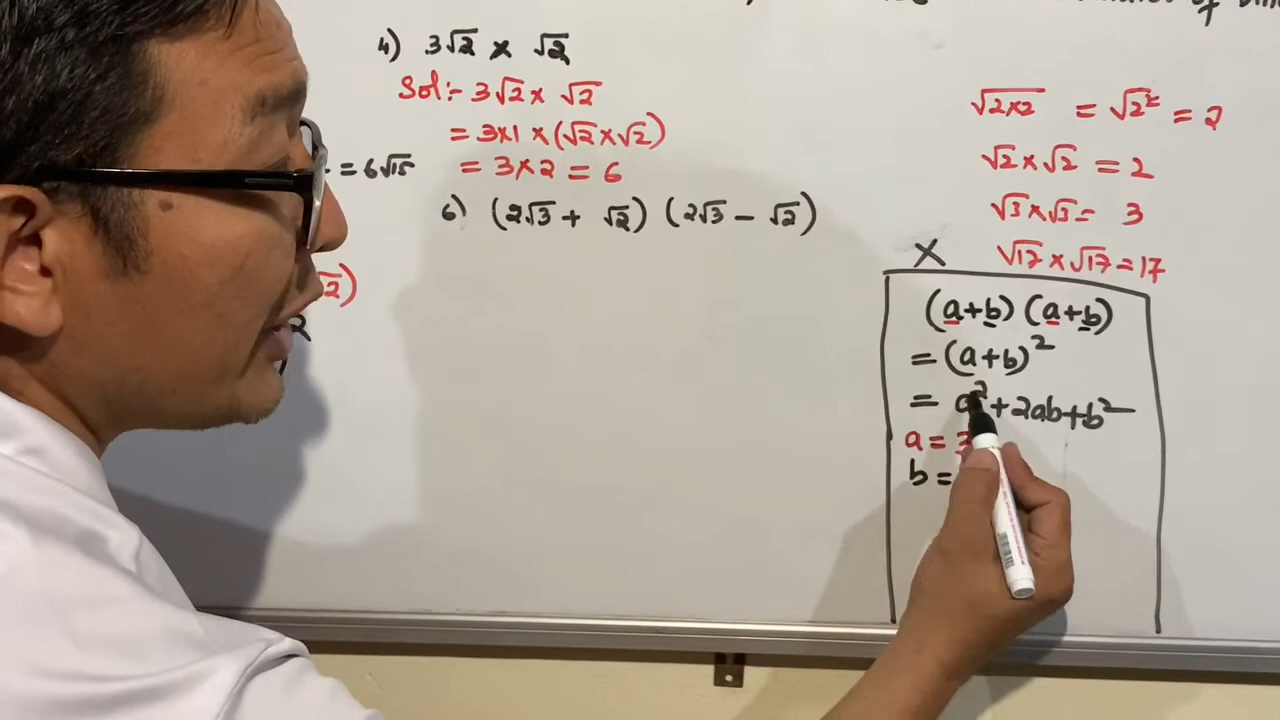 4) 3√2 × √2
Sol:- 3√2 × √2
= 3×1 × (√2 × √2)
= 3×2 = 6
= 6√15
6) (2√3 + √2) (2√3 − √2)
√2×2 = √2² = 2
√2 × √2 = 2
√3 × √3 = 3
√17 × √17 = 17
×
(a+b) (a+b)
= (a+b)²
= a² + 2ab + b²
a = 3
b =